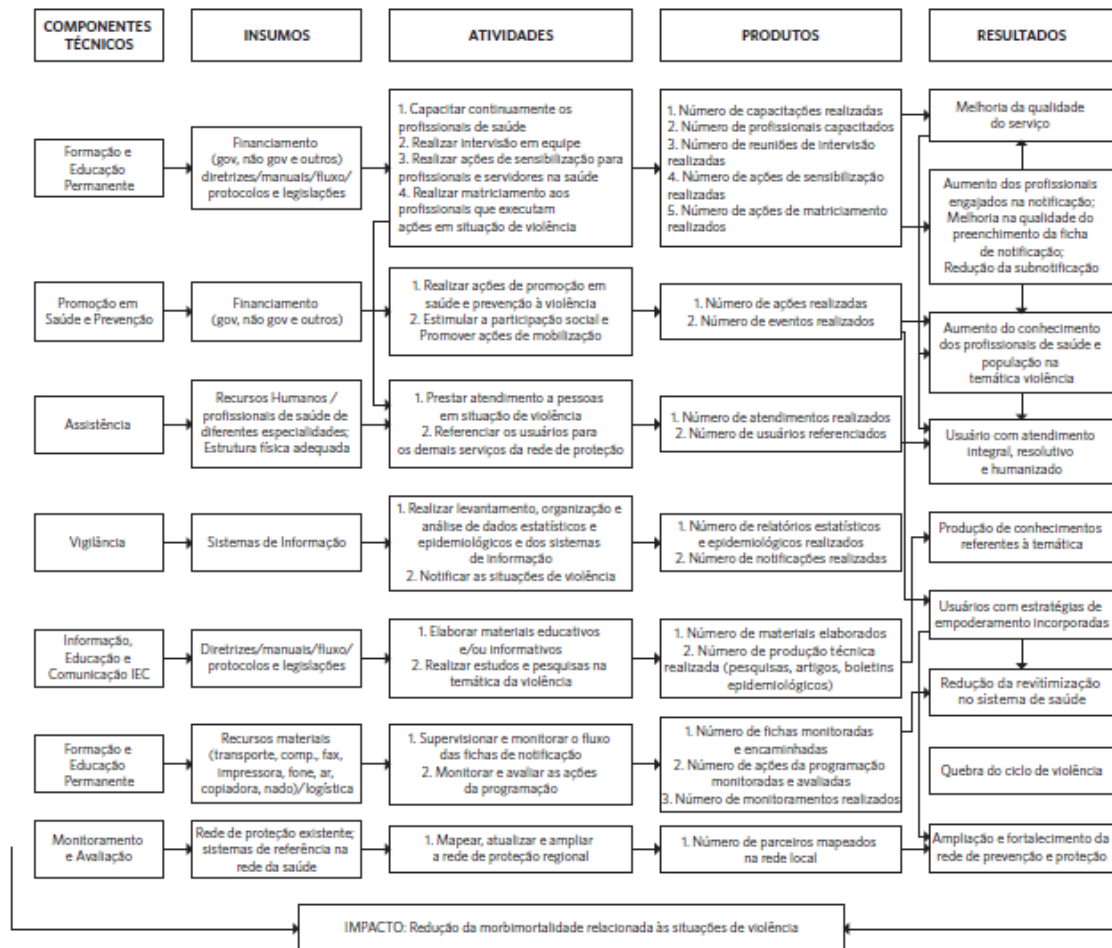 COMPONENTES
TÉCNICOS
INSUMOS
ATIVIDADES
PRODUTOS
RESULTADOS
Formação e
Educação
Permanente
Financiamento
(gov, não gov e outros)
diretrizes/manuais/fluxo/
protocolos e legislações
1. Capacitar continuamente os
profissionais de saúde
2. Realizar intervisão em equipe
3. Realizar ações de sensibilização para
profissionais e servidores na saúde
4. Realizar matriciamento aos
profissionais que executam
ações em situação de violência
1. Número de capacitações realizadas
2. Número de profissionais capacitados
3. Número de reuniões de intervisão
realizadas
4. Número de ações de sensibilização
realizadas
5. Número de ações de matriciamento
realizados
Melhoria da qualidade
do serviço
Aumento dos profissionais
engajados na notificação;
Melhoria na qualidade do
preenchimento da ficha
de notificação;
Redução da subnotificação
Promoção em
Saúde e Prevenção
Financiamento
(gov, não gov e outros)
1. Realizar ações de promoção em
saúde e prevenção à violência
2. Estimular a participação social e
Promover ações de mobilização
1. Número de ações realizadas
2. Número de eventos realizados
Aumento do conhecimento
dos profissionais de saúde e
população na
temática violência
Assistência
Recursos Humanos /
profissionais de saúde de
diferentes especialidades;
Estrutura física adequada
1. Prestar atendimento a pessoas
em situação de violência
2. Referenciar os usuários para
os demais serviços da rede de proteção
1. Número de atendimentos realizados
2. Número de usuários referenciados
Usuário com atendimento
integral, resolutivo
e humanizado
Vigilância
Sistemas de Informação
1. Realizar levantamento, organização e
análise de dados estatísticos e
epidemiológicos e dos sistemas
de informação
2. Notificar as situações de violência
1. Número de relatórios estatísticos
e epidemiológicos realizados
2. Número de notificações realizadas
Produção de conhecimentos
referentes à temática
Informação,
Educação e
Comunicação IEC
Diretrizes/manuais/fluxo/
protocolos e legislações
1. Elaborar materiais educativos
e/ou informativos
2. Realizar estudos e pesquisas na
temática da violência
1. Número de materiais elaborados
2. Número de produção técnica
realizada (pesquisas, artigos, boletins
epidemiológicos)
Usuários com estratégias de
empoderamento incorporadas
Redução da revitimização
no sistema de saúde
Formação e
Educação
Permanente
Recursos materiais
(transporte, comp., fax,
impressora, fone, ar,
copiadora, nado)/logística
1. Supervisionar e monitorar o fluxo
das fichas de notificação
2. Monitorar e avaliar as ações
da programação
1. Número de fichas monitoradas
e encaminhadas
2. Número de ações da programação
monitoradas e avaliadas
3. Número de monitoramentos realizados
Quebra do ciclo de violência
Monitoramento
e Avaliação
Rede de proteção existente;
sistemas de referência na
rede da saúde
1. Mapear, atualizar e ampliar
a rede de proteção regional
1. Número de parceiros mapeados
na rede local
Ampliação e fortalecimento da
rede de prevenção e proteção
IMPACTO: Redução da morbimortalidade relacionada às situações de violência